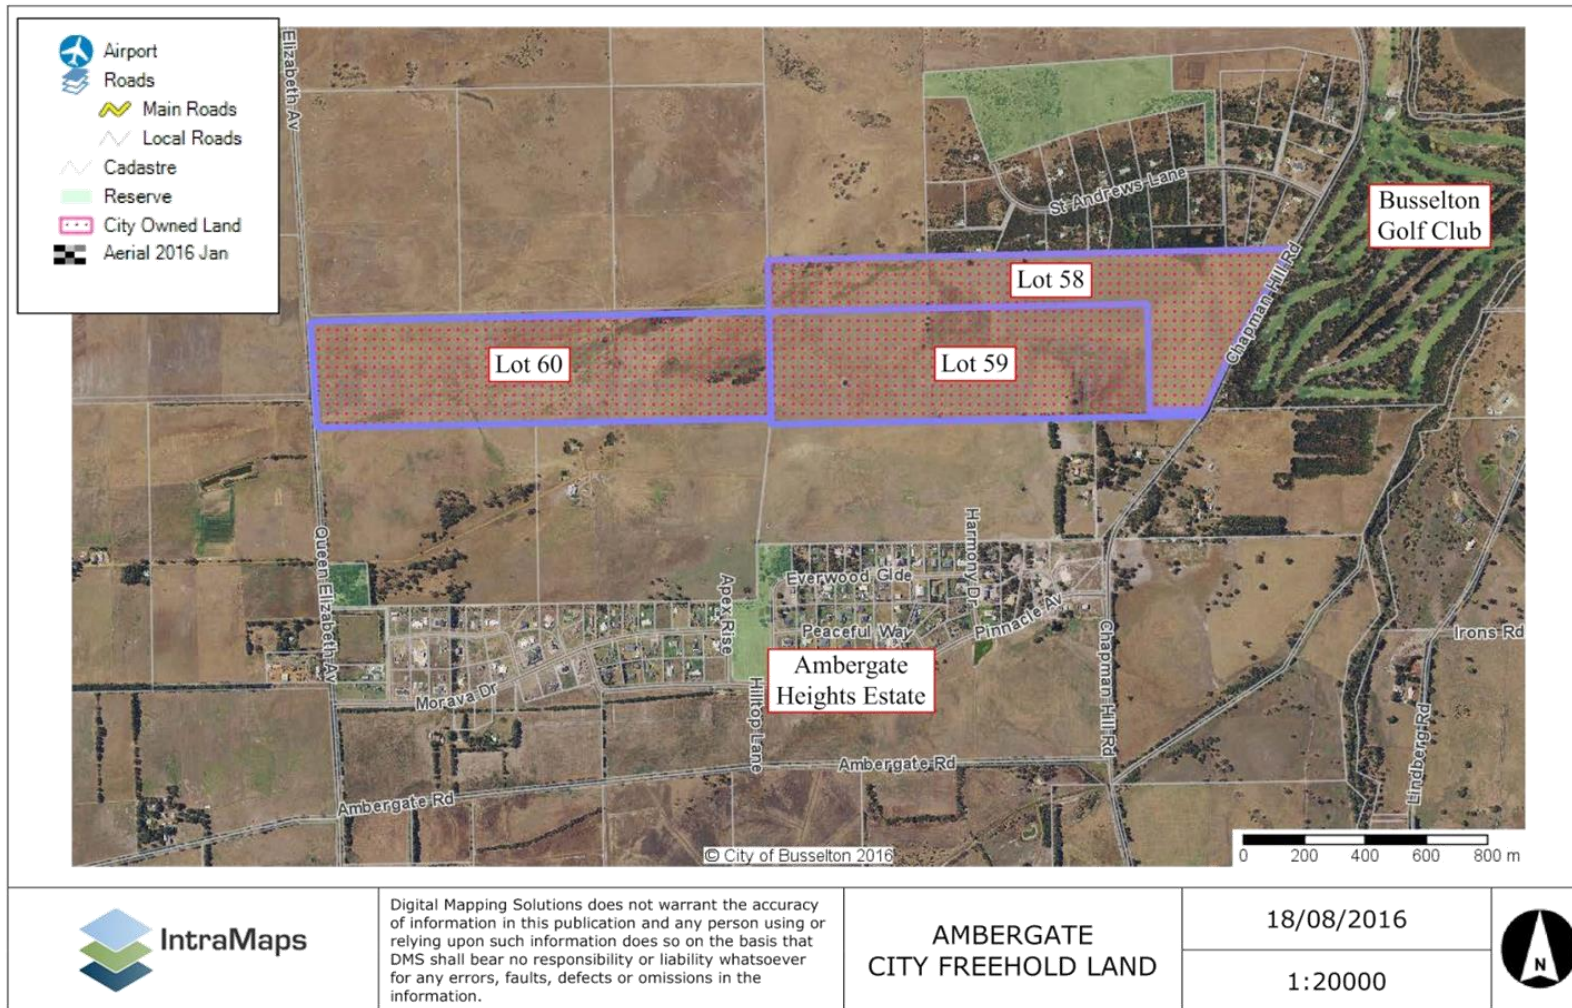 Airport
Roads
Main Roads
Local Roads
Cadastre
Reserve
City Owned Land
Aerial 2016 Jan
Elizabeth Av
St Andrews Lane
Busselton
Golf Club
Lot 58
Chapman Hill Rd
Lot 60
Lot 59
Queen Elizabeth Av
Harmony Dr
Everwood Glde
Apex Rise
Peaceful Way
Pinnacle Av
Irons Rd
Ambergate
Heights Estate
Morava Dr
Hilltop Lane
Chapman Hill Rd
Lindberg Rd
Ambergate Rd
Ambergate Rd
© City of Busselton 2016
0 200 400 600 800 m
IntraMaps
Digital Mapping Solutions does not warrant the accuracy
of information in this publication and any person using or
relying upon such information does so on the basis that
DMS shall bear no responsibility or liability whatsoever
for any errors, faults, defects or omissions in the
information.
AMBERGATE
CITY FREEHOLD LAND
18/08/2016
1:20000
N